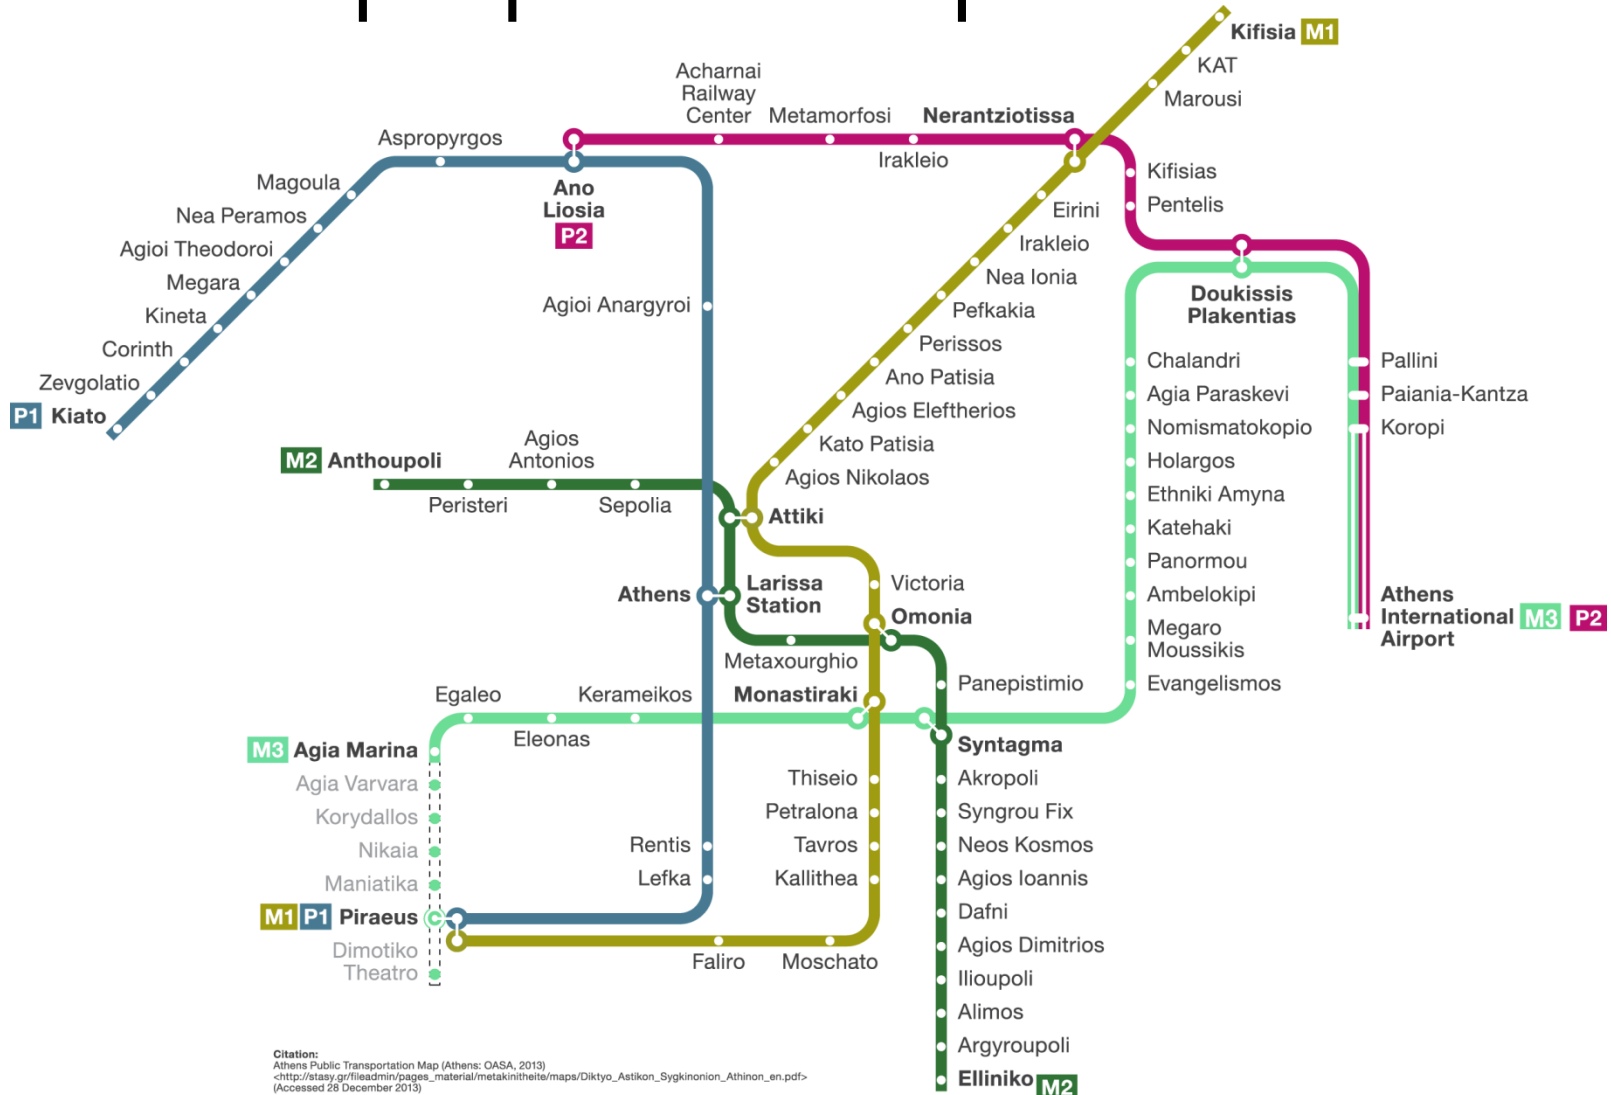 Kifisia M1
KAT
Marousi
Acharnai
Railway
Center
Metamorfosi
Nerantziotissa
Irakleio
Aspropyrgos
Magoula
Nea Peramos
Agioi Theodoroi
Megara
Kineta
Corinth
Zevgolatio
P1 Kiato
Ano
Liosia
P2
Kifisias
Pentelis
Eirini
Irakleio
Nea Ionia
Pefkakia
Perissos
Ano Patisia
Agios Eleftherios
Kato Patisia
Agios Nikolaos
Agioi Anargyroi
Doukissis
Plakentias
Chalandri
Agia Paraskevi
Nomismatokopio
Holargos
Ethniki Amyna
Katehaki
Panormou
Ambelokipi
Megaro
Moussikis
Evangelismos
Pallini
Paiania-Kantza
Koropi
Athens
International
Airport
M3 P2
M2 Anthoupoli
Peristeri
Agios
Antonios
Sepolia
Attiki
Athens
Larissa
Station
Victoria
Omonia
Metaxourghio
Panepistimio
Monastiraki
Egaleo
Eleonas
Kerameikos
M3 Agia Marina
Agia Varvara
Korydallos
Nikaia
Maniatika
M1 P1 Piraeus
Dimotiko
Theatro
Rentis
Lefka
Thiseio
Petralona
Tavros
Kallithea
Faliro
Moschato
Syntagma
Akropoli
Syngrou Fix
Neos Kosmos
Agios Ioannis
Dafni
Agios Dimitrios
Ilioupoli
Alimos
Argyroupoli
Elliniko M2
Citation:
Athens Public Transportation Map (Athens: OASA, 2013)
<http://stasy.gr/fileadmin/pages_material/metakinitheite/maps/Diktyo_Astikon_Sygkinonion_Athinon_en.pdf>
(Accessed 28 December 2013)